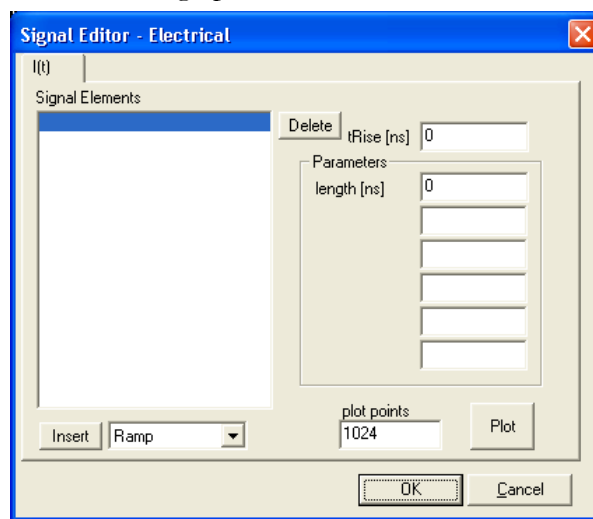 Signal Editor - Electrical
I(t)
Signal Elements
Delete
tRise [ns] 0
Parameters
length [ns] 0
plot points
1024
Plot
Insert Ramp
OK Cancel